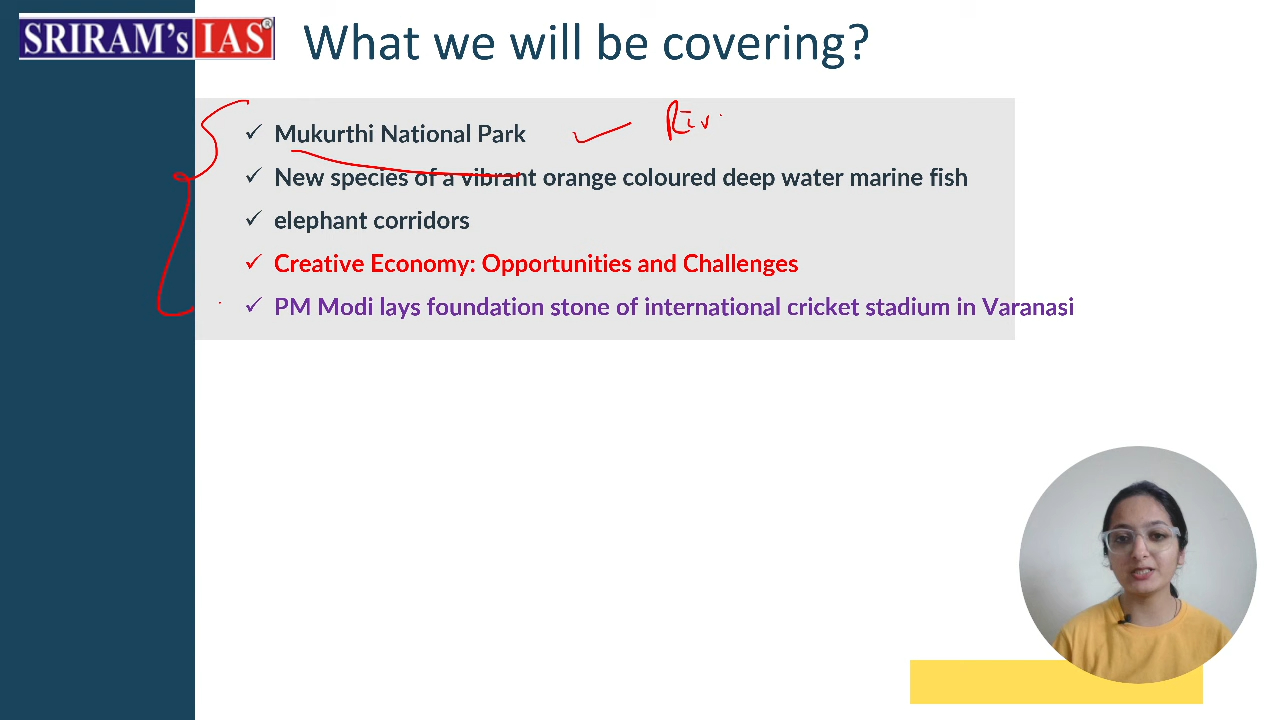 SRIRAM's IAS ®
What we will be covering?
✓ Mukurthi National Park
Riv
✓ New species of a vibrant orange coloured deep water marine fish
✓ elephant corridors
✓ Creative Economy: Opportunities and Challenges
✓ PM Modi lays foundation stone of international cricket stadium in Varanasi